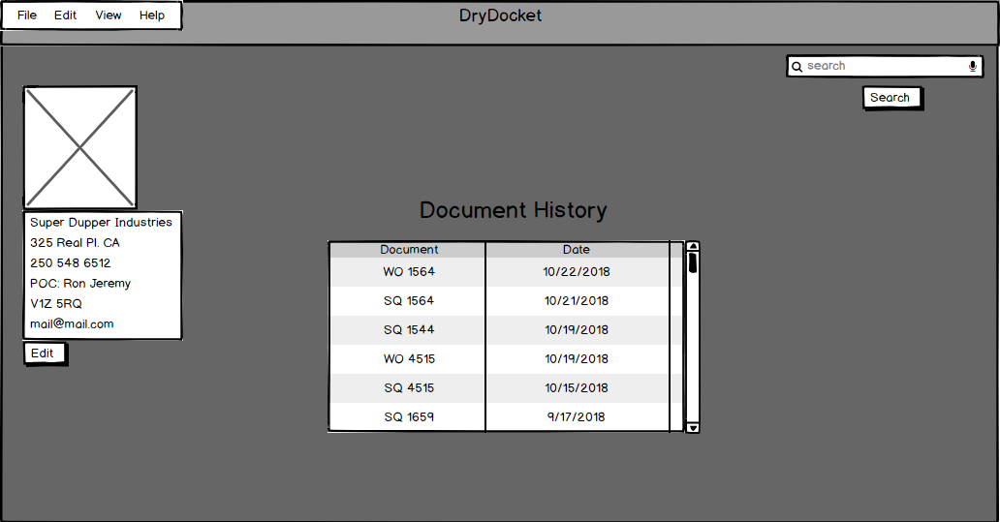 File Edit View Help
DryDocket
search
Search
Super Dupper Industries
325 Real Pl. CA
250 548 6512
POC: Ron Jeremy
V1Z 5RQ
mail@mail.com
Edit
Document History
Document Date
WO 1564 10/22/2018
SQ 1564 10/21/2018
SQ 1544 10/19/2018
WO 4515 10/19/2018
SQ 4515 10/15/2018
SQ 1659 9/17/2018